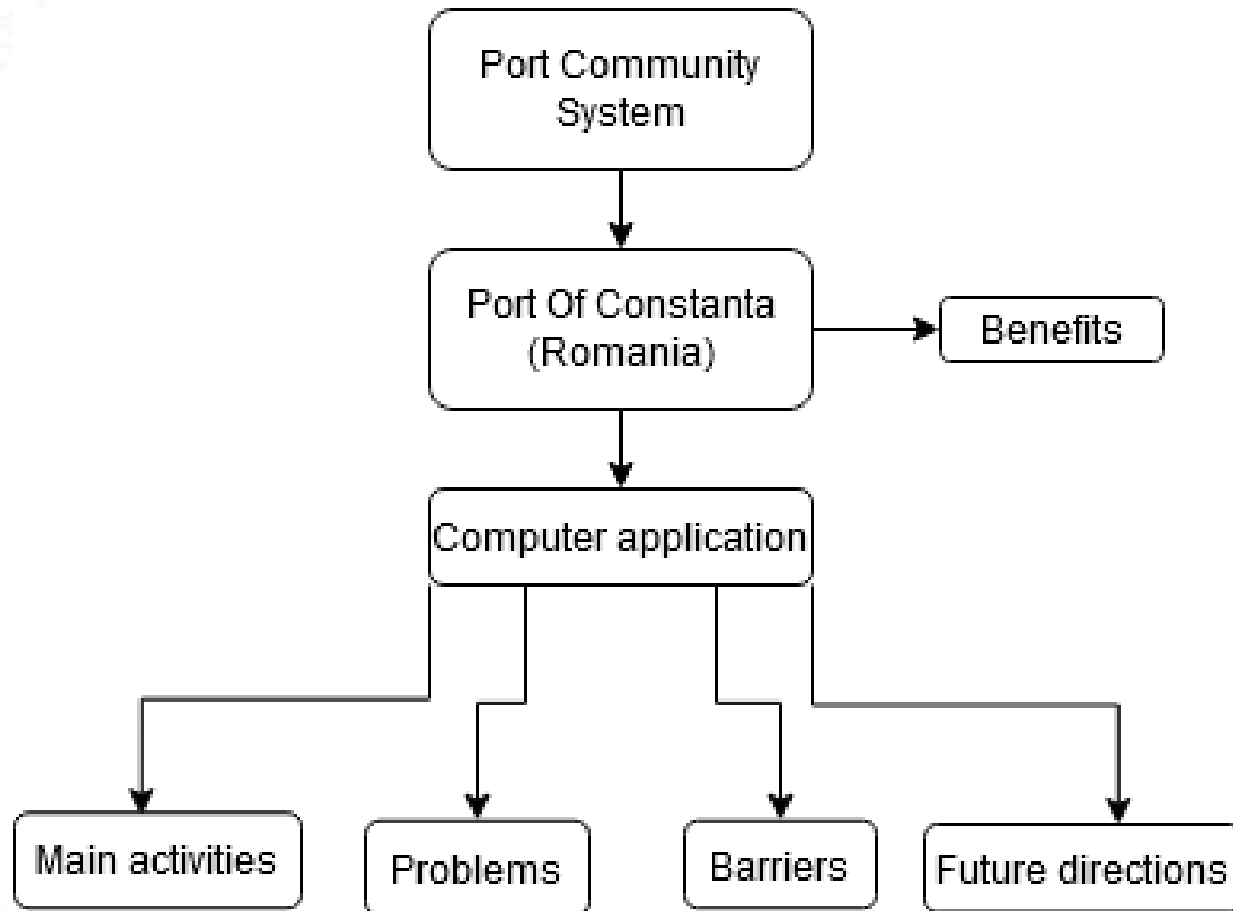 Port Community
System
Port Of Constanta
(Romania)
Benefits
Computer application
Main activities
Problems
Barriers
Future directions